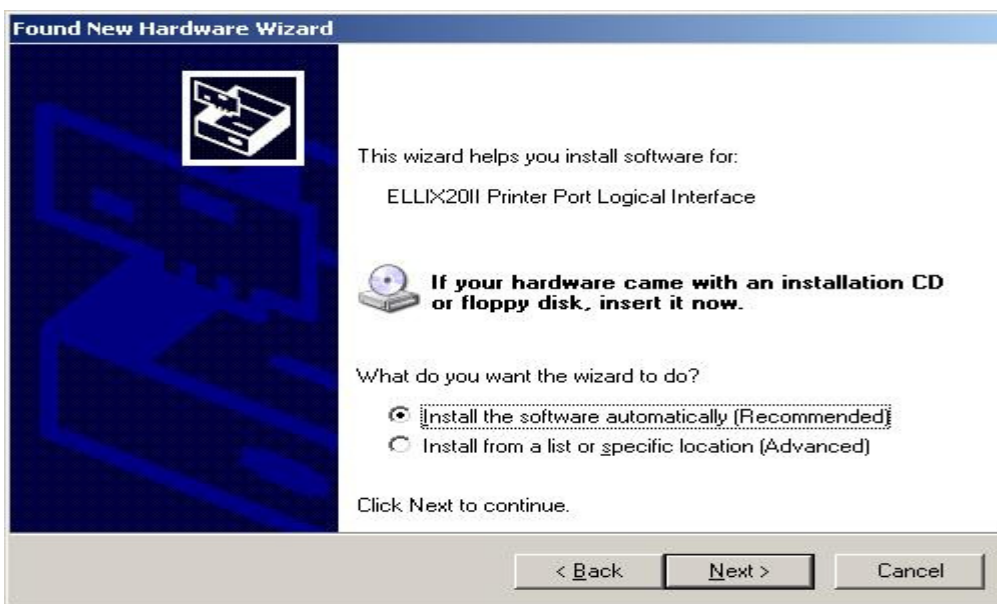 Found New Hardware Wizard
This wizard helps you install software for:
ELLIX20II Printer Port Logical Interface
If your hardware came with an installation CD
or floppy disk, insert it now.
What do you want the wizard to do?
Install the software automatically (Recommended)
Install from a list or specific location (Advanced)
Click Next to continue.
< Back Next > Cancel